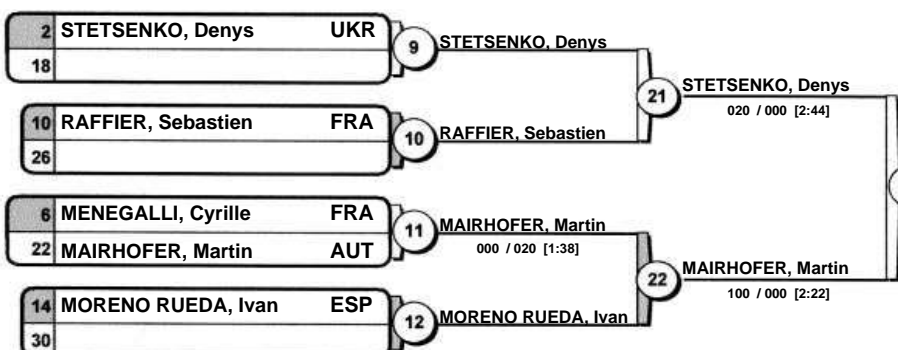 2 STETSENKO, Denys UKR
18
9
STETSENKO, Denys
10 RAFFIER, Sebastien FRA
26
10
RAFFIER, Sebastien
21
STETSENKO, Denys
020 / 000 [2:44]
6 MENEGALLI, Cyrille FRA
22 MAIRHOFER, Martin AUT
11
MAIRHOFER, Martin
000 / 020 [1:38]
14 MORENO RUEDA, Ivan ESP
30
12
MORENO RUEDA, Ivan
22
MAIRHOFER, Martin
100 / 000 [2:22]